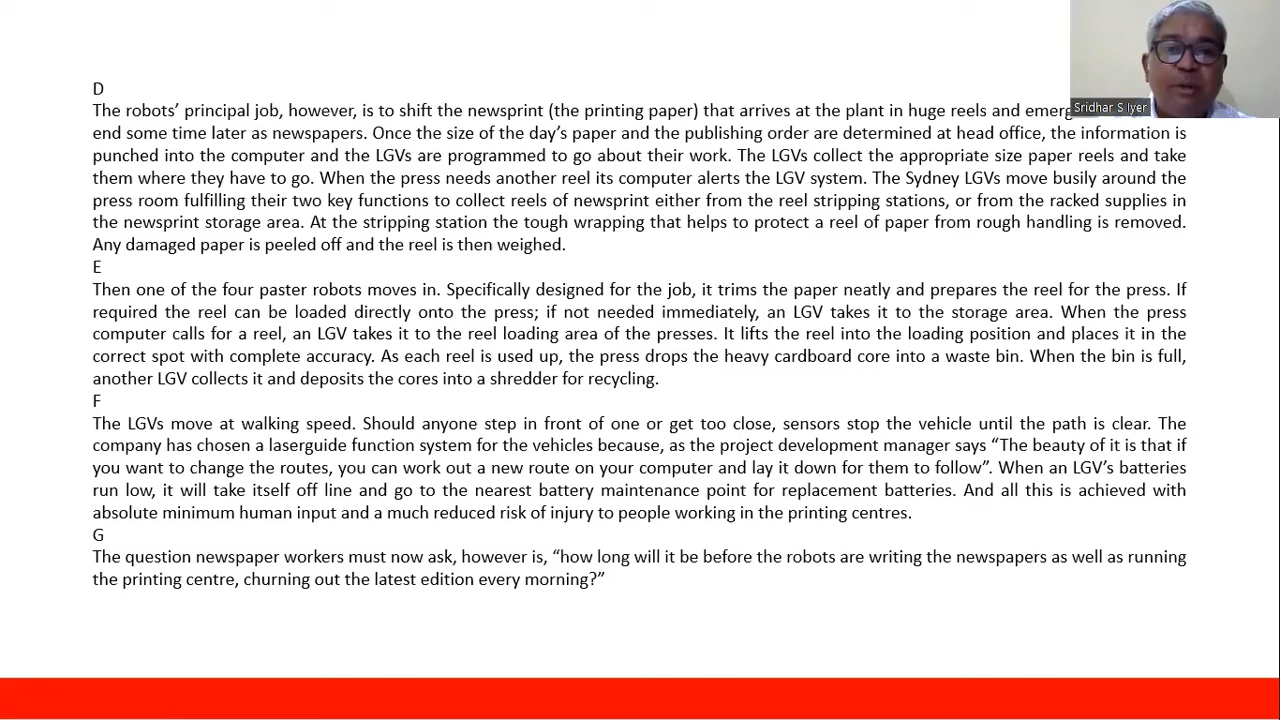 D
The robots’ principal job, however, is to shift the newsprint (the printing paper) that arrives at the plant in huge reels and
end some time later as newspapers. Once the size of the day’s paper and the publishing order are determined at head office, the information is
punched into the computer and the LGVs are programmed to go about their work. The LGVs collect the appropriate size paper reels and take
them where they have to go. When the press needs another reel its computer alerts the LGV system. The Sydney LGVs move busily around the
press room fulfilling their two key functions to collect reels of newsprint either from the reel stripping stations, or from the racked supplies in
the newsprint storage area. At the stripping station the tough wrapping that helps to protect a reel of paper from rough handling is removed.
Any damaged paper is peeled off and the reel is then weighed.
E
Then one of the four paster robots moves in. Specifically designed for the job, it trims the paper neatly and prepares the reel for the press. If
required the reel can be loaded directly onto the press; if not needed immediately, an LGV takes it to the storage area. When the press
computer calls for a reel, an LGV takes it to the reel loading area of the presses. It lifts the reel into the loading position and places it in the
correct spot with complete accuracy. As each reel is used up, the press drops the heavy cardboard core into a waste bin. When the bin is full,
another LGV collects it and deposits the cores into a shredder for recycling.
F
The LGVs move at walking speed. Should anyone step in front of one or get too close, sensors stop the vehicle until the path is clear. The
company has chosen a laserguide function system for the vehicles because, as the project development manager says “The beauty of it is that if
you want to change the routes, you can work out a new route on your computer and lay it down for them to follow”. When an LGV’s batteries
run low, it will take itself off line and go to the nearest battery maintenance point for replacement batteries. And all this is achieved with
absolute minimum human input and a much reduced risk of injury to people working in the printing centres.
G
The question newspaper workers must now ask, however is, “how long will it be before the robots are writing the newspapers as well as running
the printing centre, churning out the latest edition every morning?”
Sridhar S Iyer